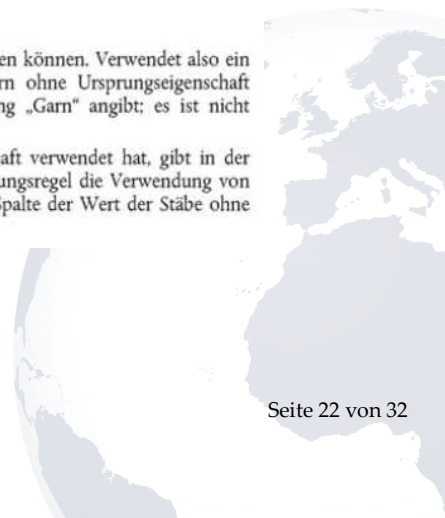 en können. Verwendet also ein
rn ohne Ursprungseigenschaft
ng „Garn“ angibt; es ist nicht
aft verwendet hat, gibt in der
ungsregel die Verwendung von
Spalte der Wert der Stäbe ohne
Seite 22 von 32